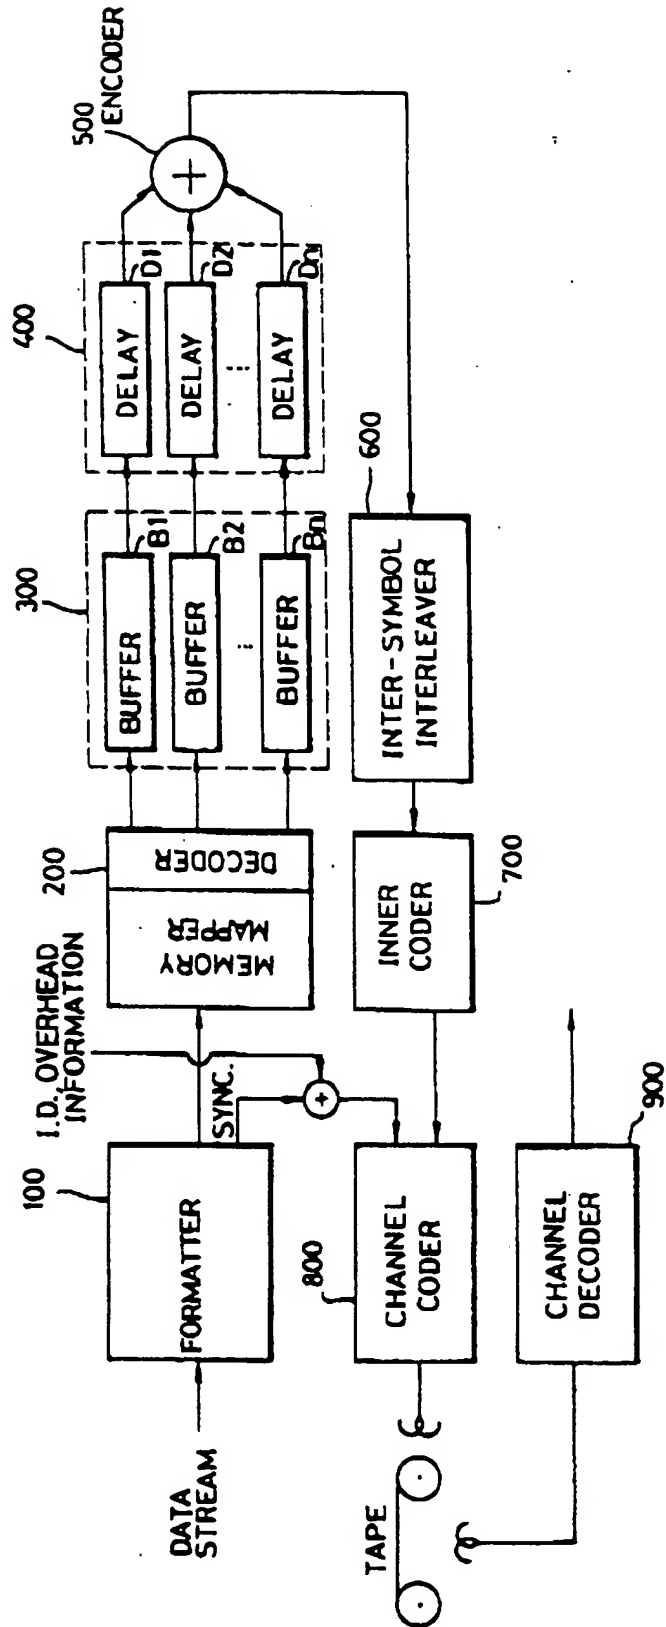 DATA
STREAM
100
FORMATTER
SYNC.
+
I.D., OVERHEAD
INFORMATION
200
MEMORY
MAPPER
DECODER
300
BUFFER
B1
BUFFER
B2
...
BUFFER
Bn
400
DELAY
D1
DELAY
D2
...
DELAY
Dn
500
ENCODER
+
600
INTER-SYMBOL
INTERLEAVER
INNER
CODER
700
800
CHANNEL
CODER
TAPE
CHANNEL
DECODER
900